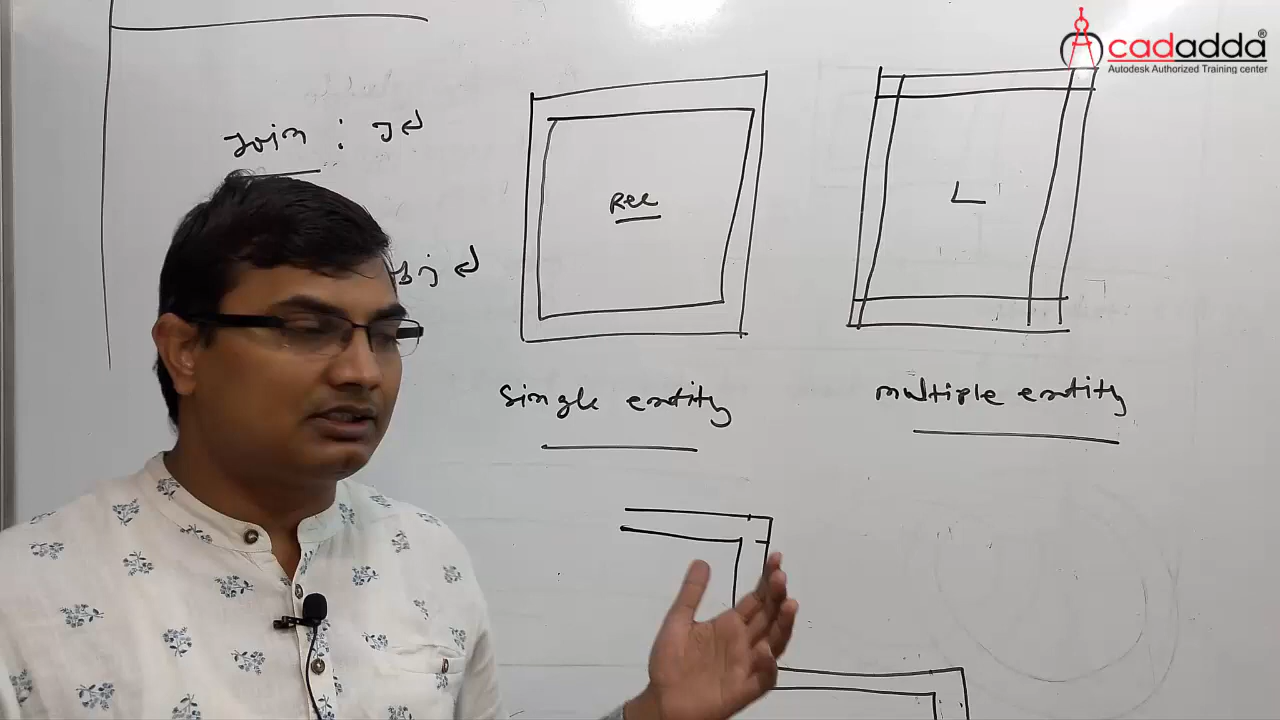 cadadda®
Autodesk Authorized Training center
Join : J↲
REC
L
single entity
multiple entity